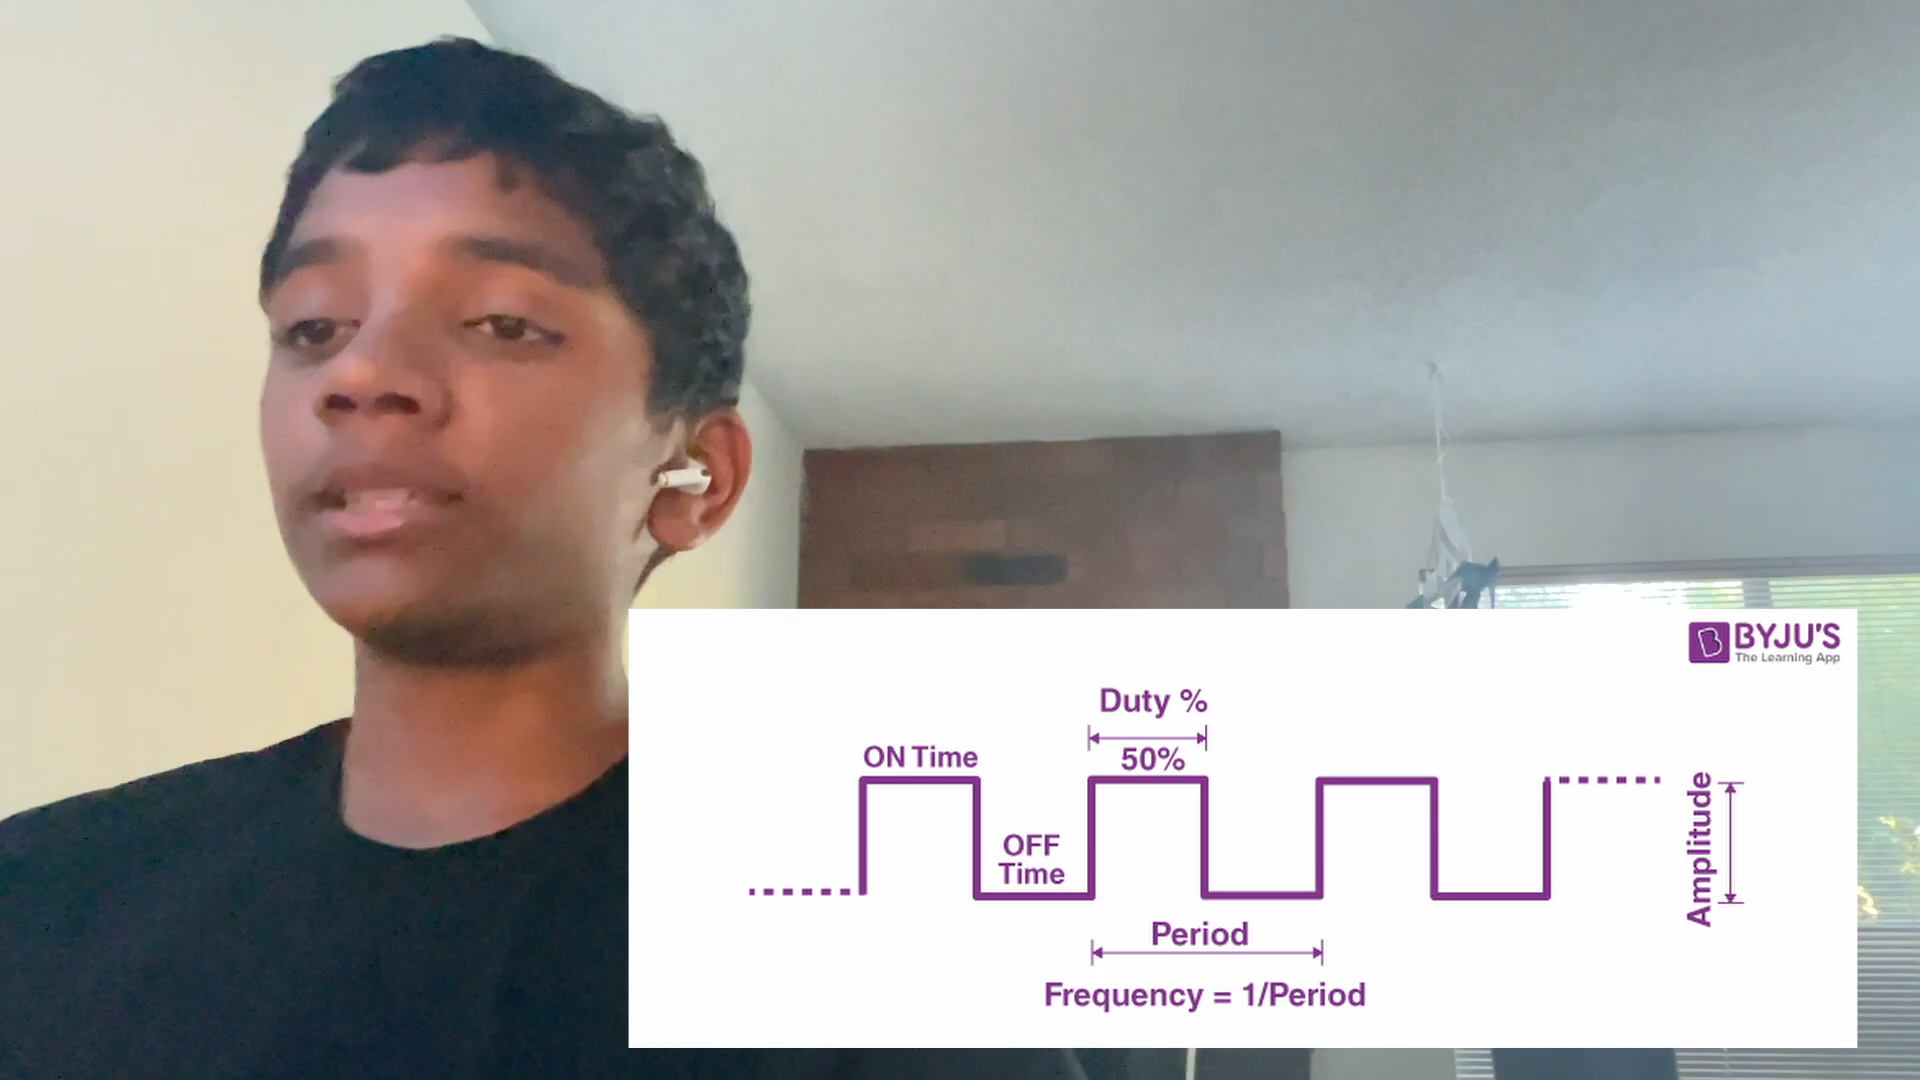 BYJU'S
The Learning App
Duty %
50%
ON Time
OFF
Time
Amplitude
Period
Frequency = 1/Period